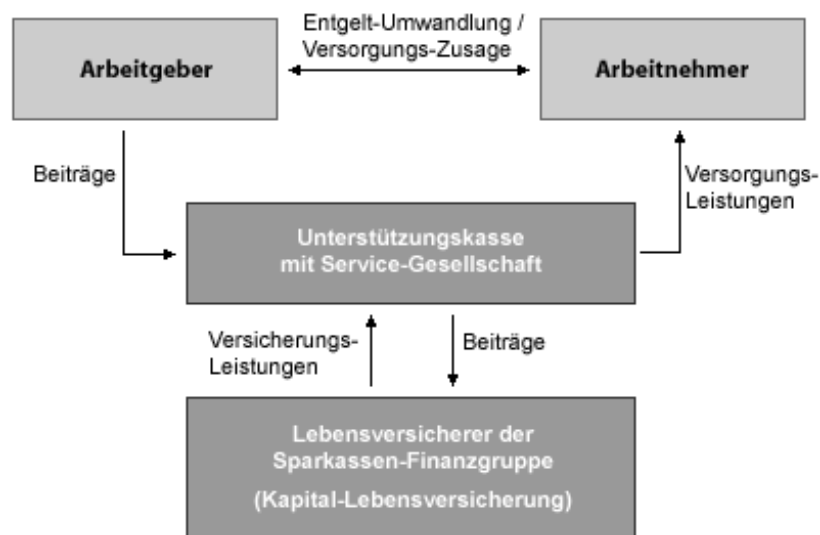 Entgelt-Umwandlung /
Versorgungs-Zusage
Arbeitgeber
Arbeitnehmer
Beiträge
Versorgungs-
Leistungen
Unterstützungskasse
mit Service-Gesellschaft
Versicherungs-
Leistungen
Beiträge
Lebensversicherer der
Sparkassen-Finanzgruppe
(Kapital-Lebensversicherung)